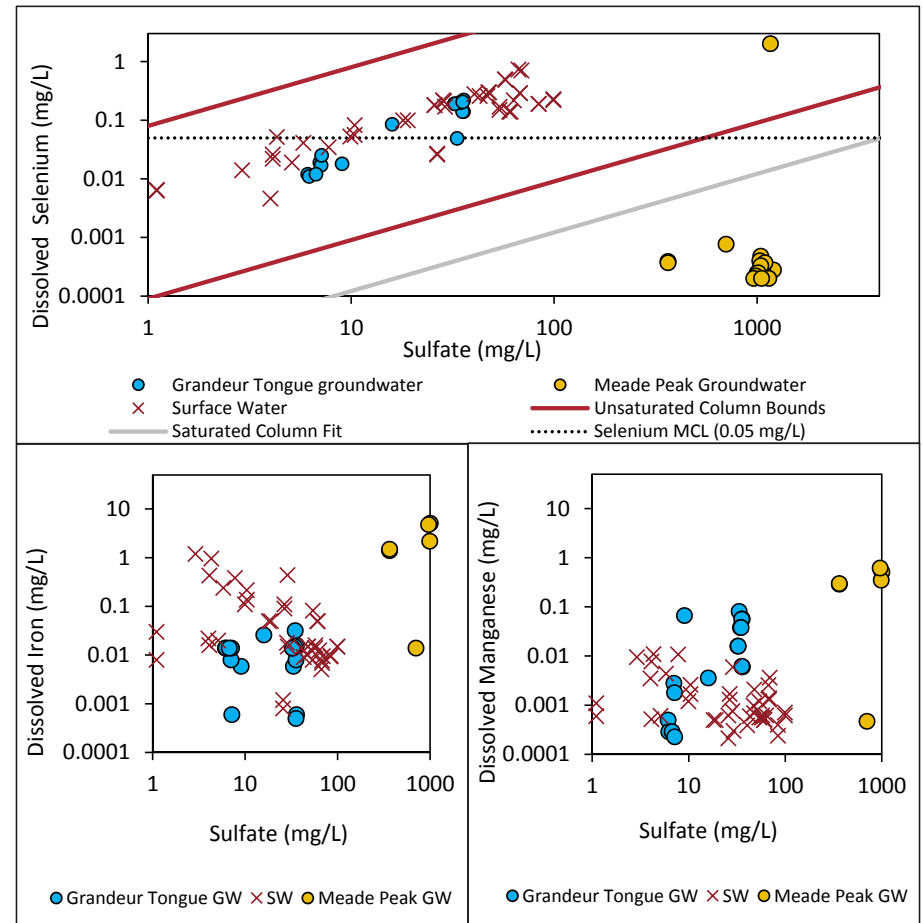 Dissolved Selenium (mg/L)
1
0.1
0.01
0.001
0.0001
1 10 100 1000
Sulfate (mg/L)
Grandeur Tongue groundwater Meade Peak Groundwater
Surface Water Unsaturated Column Bounds
Saturated Column Fit Selenium MCL (0.05 mg/L)
Dissolved Iron (mg/L)
10
1
0.1
0.01
0.001
0.0001
1 10 100 1000
Sulfate (mg/L)
Grandeur Tongue GW SW Meade Peak GW
Dissolved Manganese (mg/L)
10
1
0.1
0.01
0.001
0.0001
1 10 100 1000
Sulfate (mg/L)
Grandeur Tongue GW SW Meade Peak GW